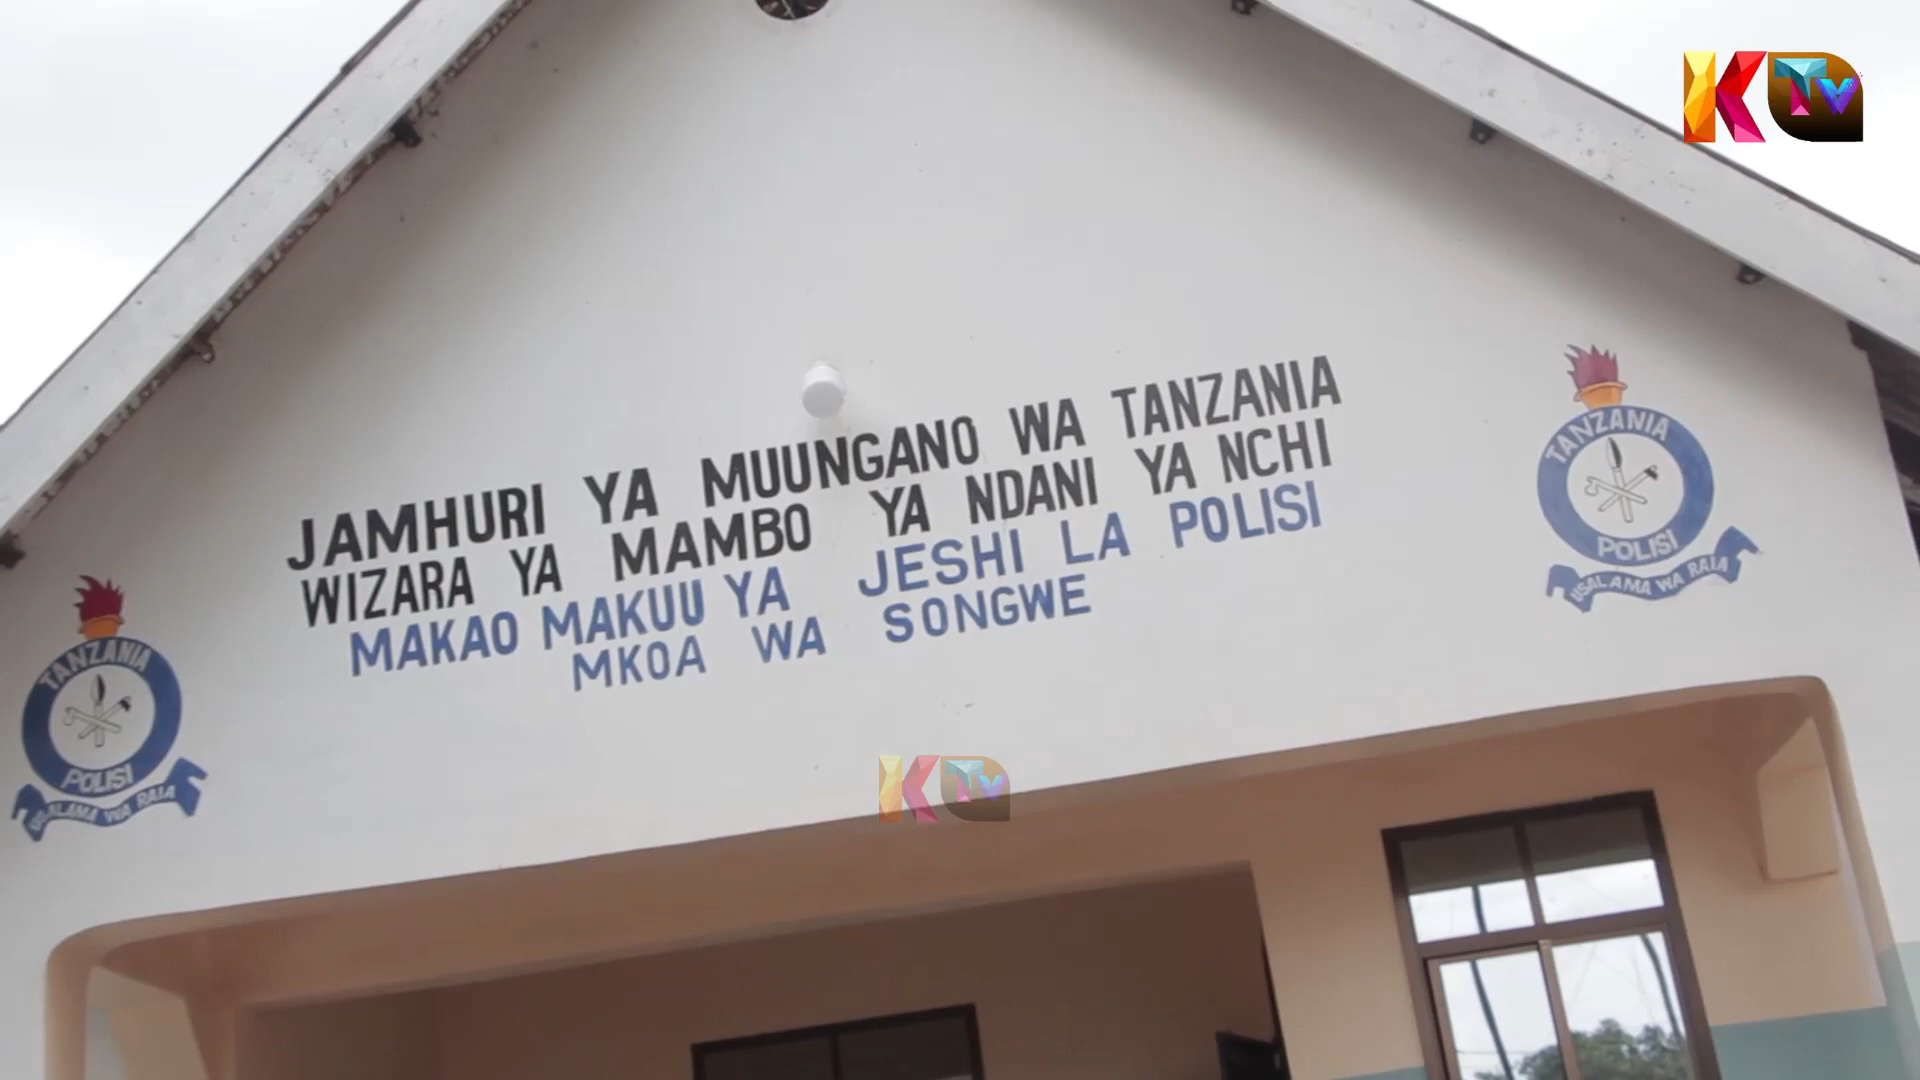 KTv
JAMHURI YA MUUNGANO WA TANZANIA
WIZARA YA MAMBO YA NDANI YA NCHI
MAKAO MAKUU YA JESHI LA POLISI
MKOA WA SONGWE
TANZANIA
POLISI
USALAMA WA RAIA
TANZANIA
POLISI
USALAMA WA RAIA
KTv